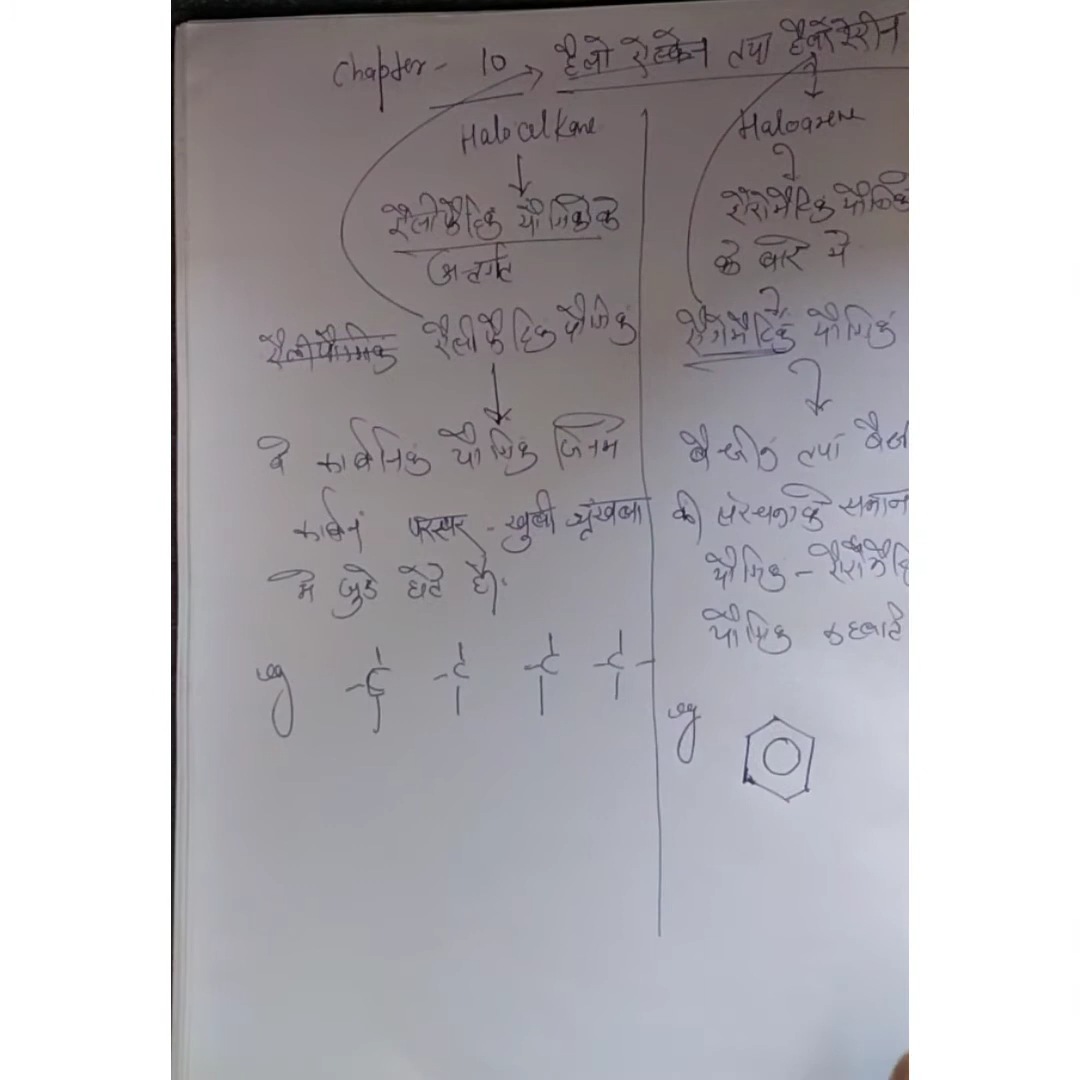 Chapter - 10 हैलो ऐल्केन तथा हैलोऐरीन
Haloalkane
ऐलीफैटिक यौगिको के
अन्तर्गत
ऐलीफैटिक यौगिक
वे कार्बनिक यौगिक जिनमे
कार्बन परस्पर - खुली श्रृंखला
मे जुडे होते है।
eg -C -C -C -C-
Haloarene
ऐरोमैटिक यौगिक
के बारे मे
ऐरोमैटिक यौगिक
बैन्जीन तथा
की संरचना के समान
यौगिक - ऐरोमैटि
यौगिक कहलाते
eg